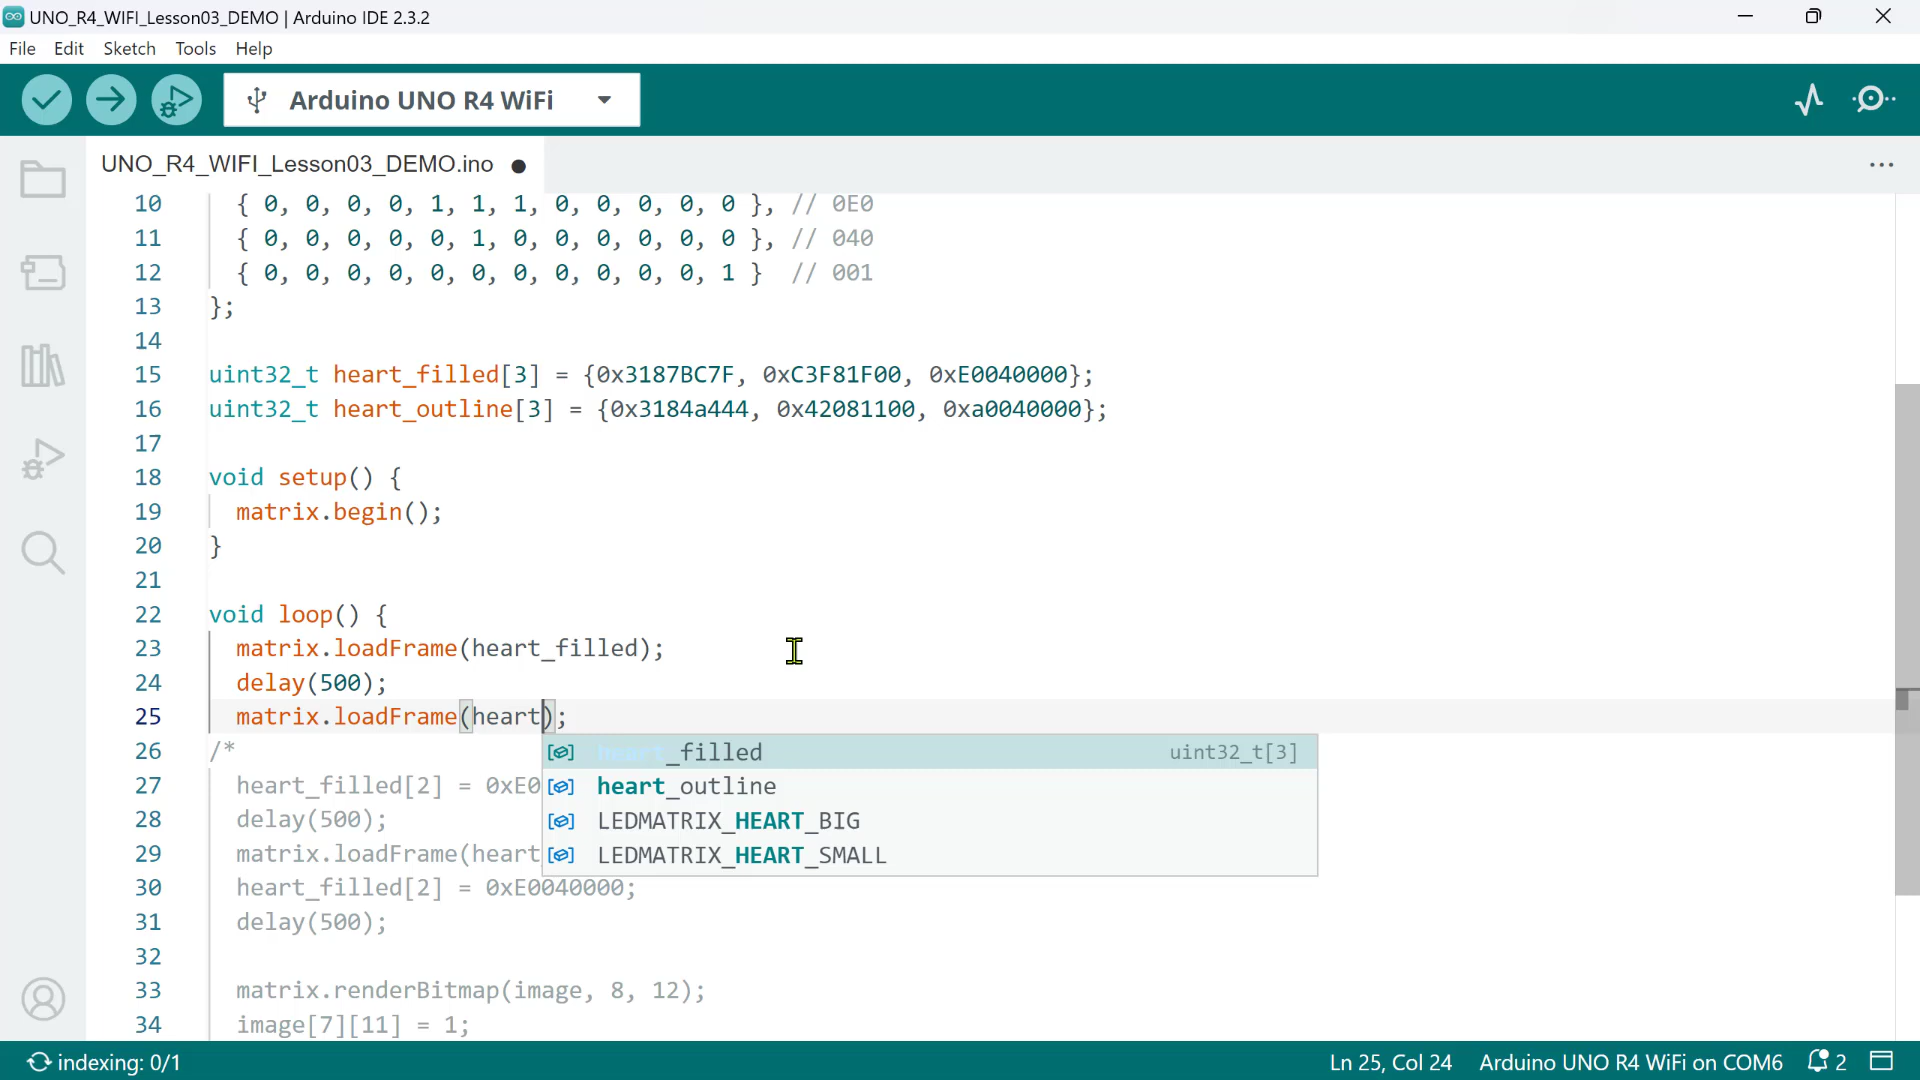 UNO_R4_WIFI_Lesson03_DEMO | Arduino IDE 2.3.2
File Edit Sketch Tools Help
Arduino UNO R4 WiFi
UNO_R4_WIFI_Lesson03_DEMO.ino
10 { 0, 0, 0, 0, 1, 1, 1, 0, 0, 0, 0, 0 }, // 0E0
11 { 0, 0, 0, 0, 0, 1, 0, 0, 0, 0, 0, 0 }, // 040
12 { 0, 0, 0, 0, 0, 0, 0, 0, 0, 0, 0, 1 } // 001
13 };
14
15 uint32_t heart_filled[3] = {0x3187BC7F, 0xC3F81F00, 0xE0040000};
16 uint32_t heart_outline[3] = {0x3184a444, 0x42081100, 0xa0040000};
17
18 void setup() {
19 matrix.begin();
20 }
21
22 void loop() {
23 matrix.loadFrame(heart_filled);
24 delay(500);
25 matrix.loadFrame(heart);
26 /*
heart_filled uint32_t[3]
27 heart_filled[2] = 0xE0
heart_outline
28 delay(500);
LEDMATRIX_HEART_BIG
29 matrix.loadFrame(heart
LEDMATRIX_HEART_SMALL
30 heart_filled[2] = 0xE0040000;
31 delay(500);
32
33 matrix.renderBitmap(image, 8, 12);
34 image[7][11] = 1;
indexing: 0/1
Ln 25, Col 24 Arduino UNO R4 WiFi on COM6 2